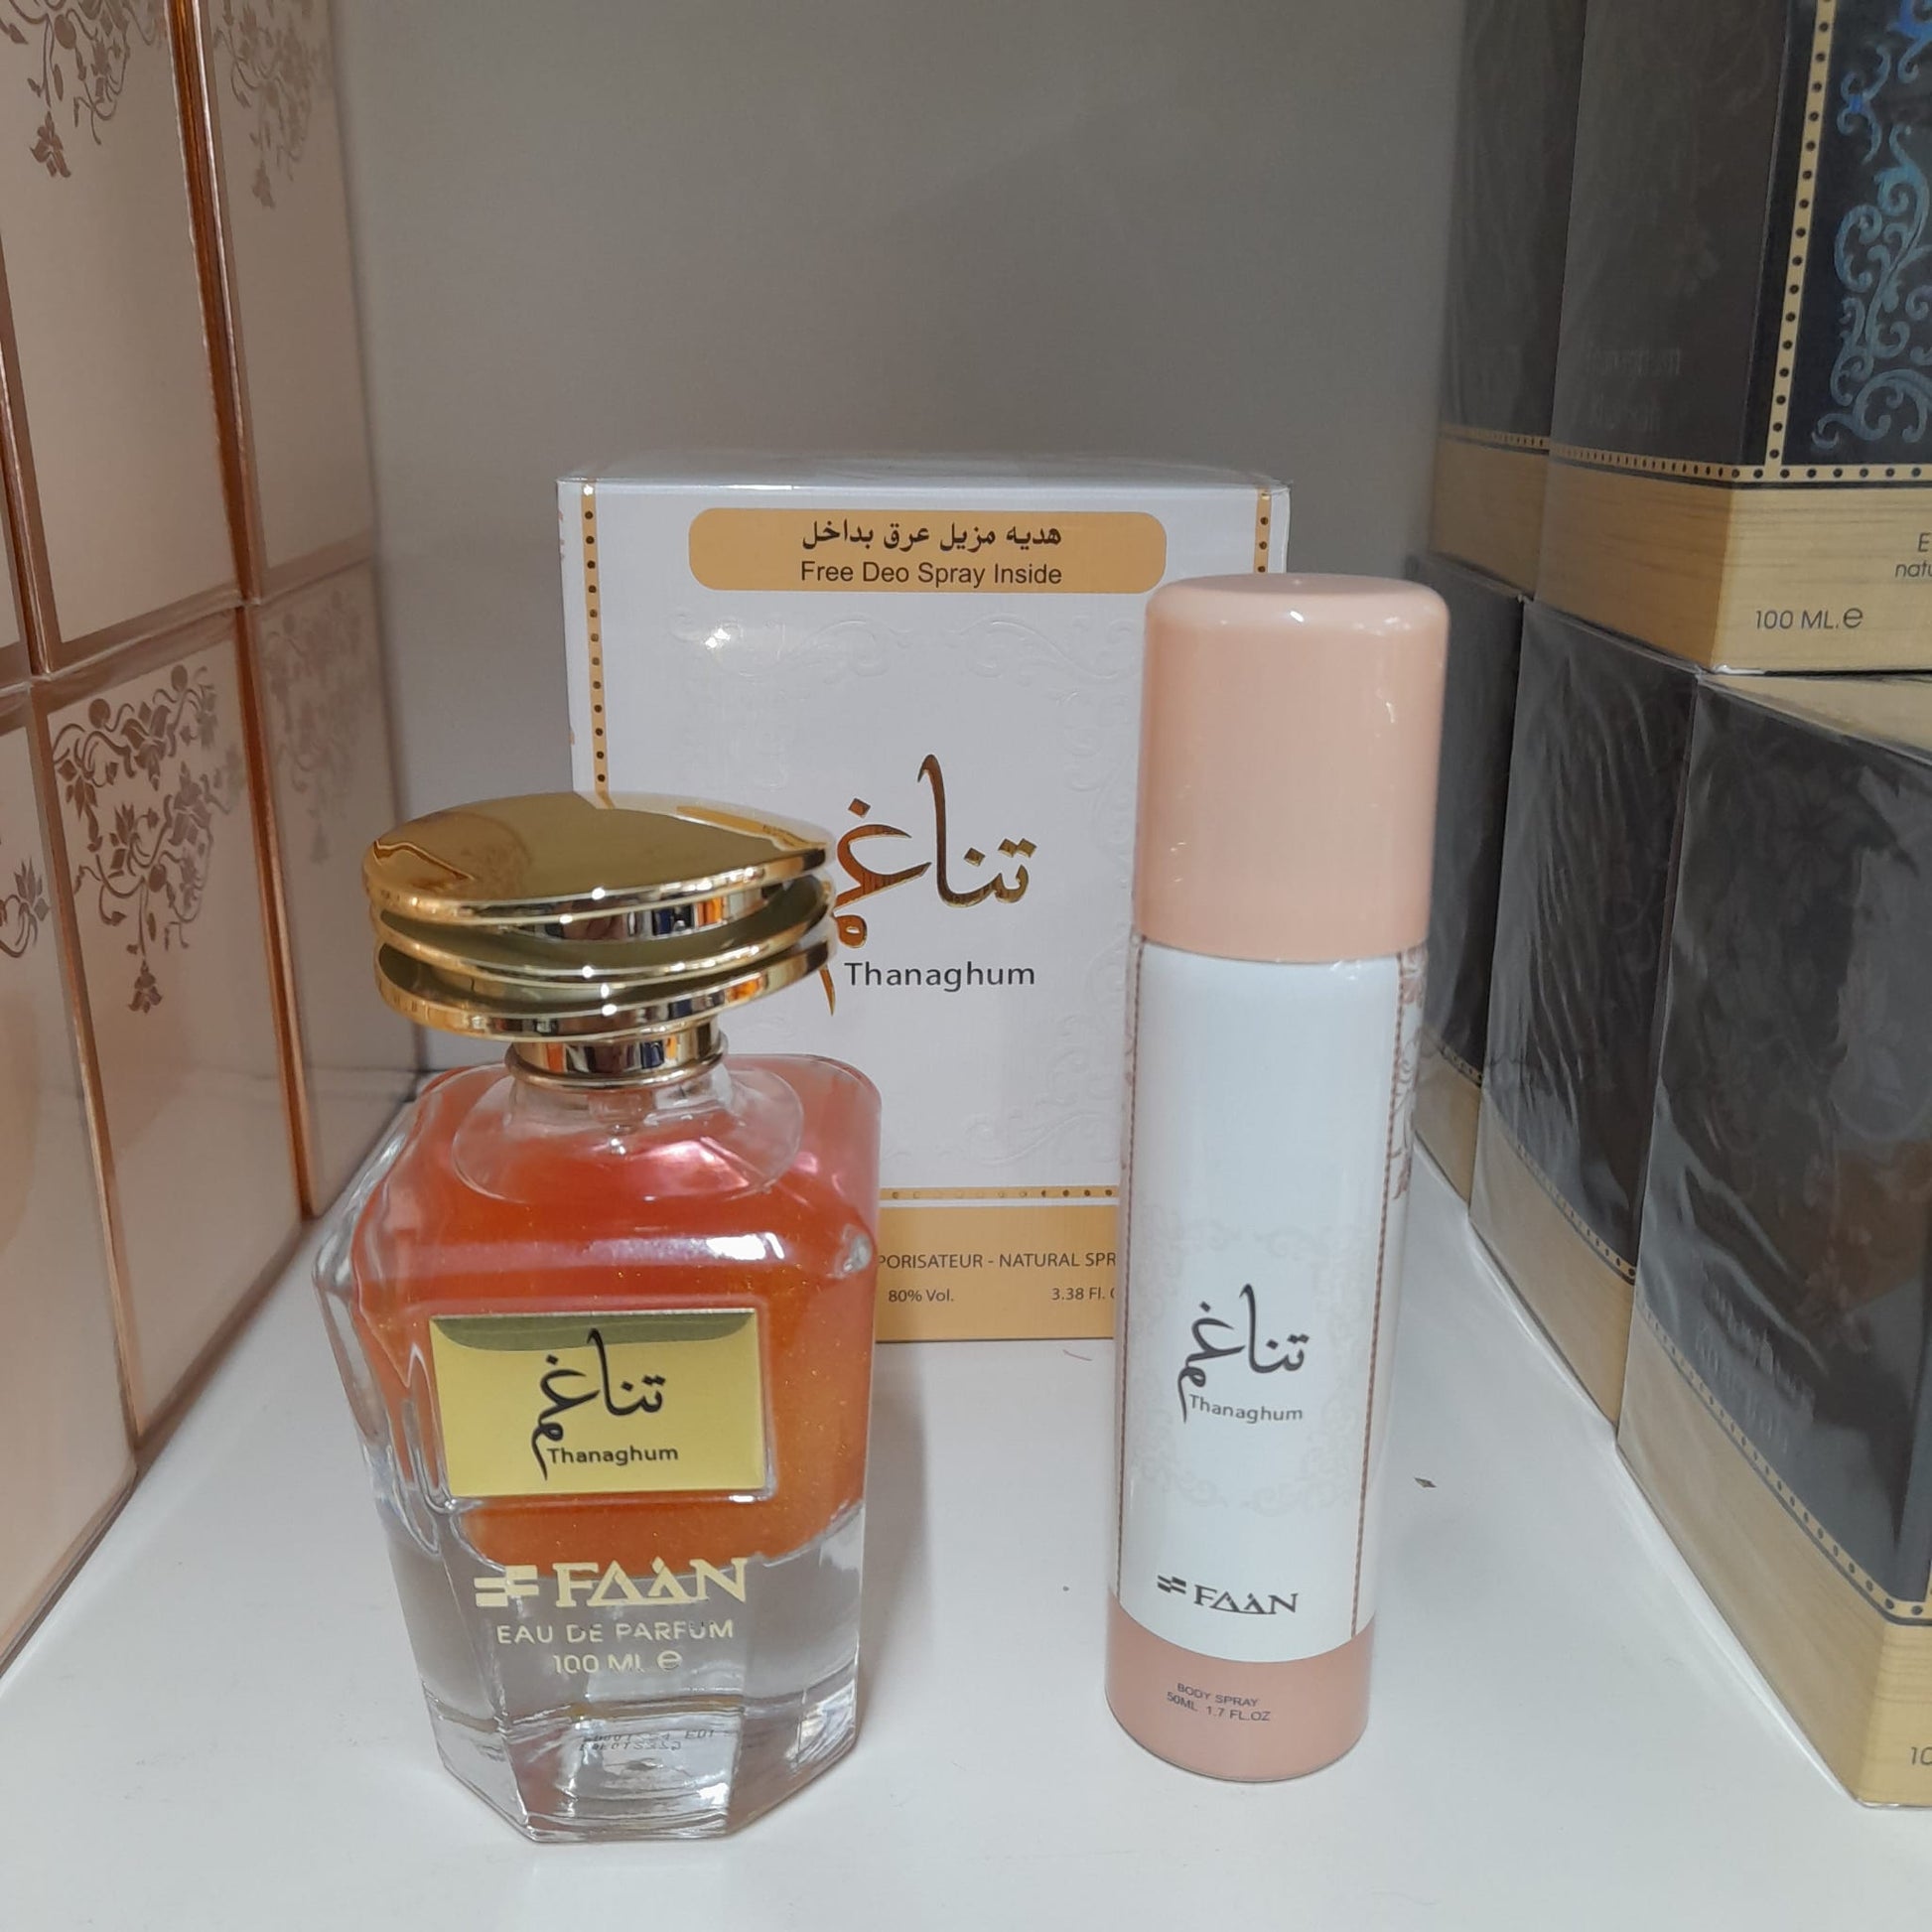 هديه مزيل عرق بداخل
Free Deo Spray Inside
تناغم
Thanaghum
PORISATEUR - NATURAL SPR
80% Vol.
3.38 Fl.
تناغم
Thanaghum
FAAN
EAU DE PARFUM
100 ML e
تناغم
Thanaghum
FAAN
BODY SPRAY
50ML 1.7 FL.OZ
100 ML.e